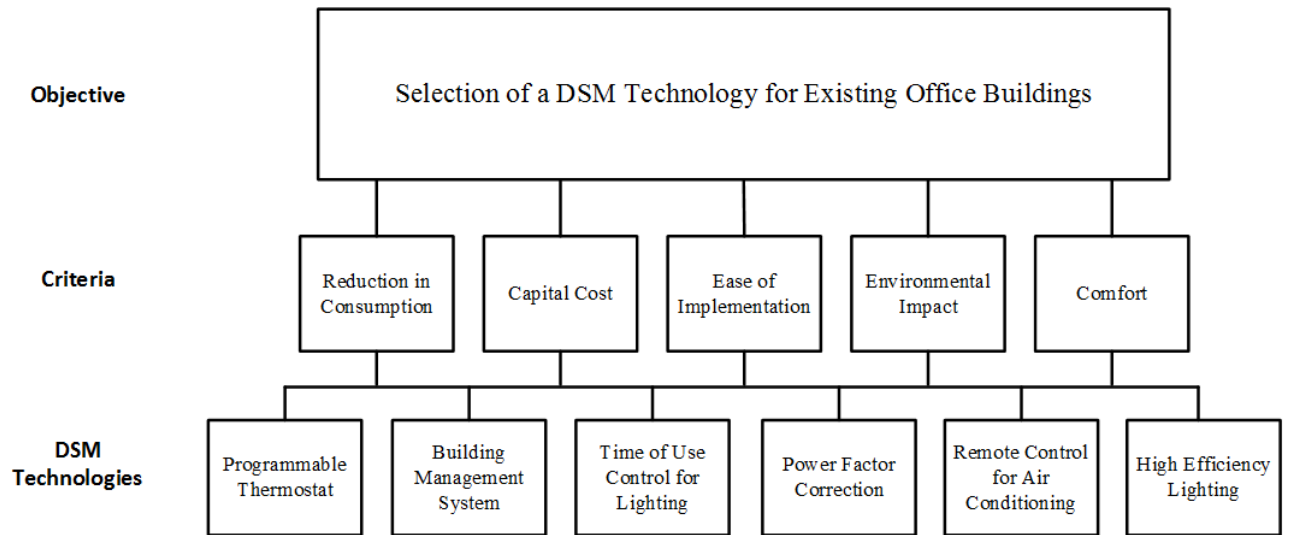 Objective
Selection of a DSM Technology for Existing Office Buildings
Criteria
Reduction in
Consumption
Capital Cost
Ease of
Implementation
Environmental
Impact
Comfort
DSM
Technologies
Programmable
Thermostat
Building
Management
System
Time of Use
Control for
Lighting
Power Factor
Correction
Remote Control
for Air
Conditioning
High Efficiency
Lighting